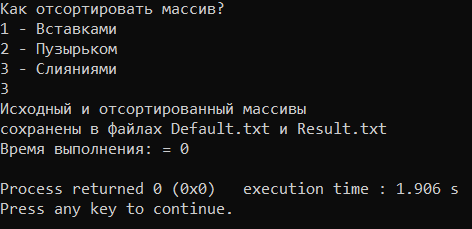 Как отсортировать массив?
1 - Вставками
2 - Пузырьком
3 - Слияниями
3
Исходный и отсортированный массивы
сохранены в файлах Default.txt и Result.txt
Время выполнения: = 0
Process returned 0 (0x0)   execution time : 1.906 s
Press any key to continue.